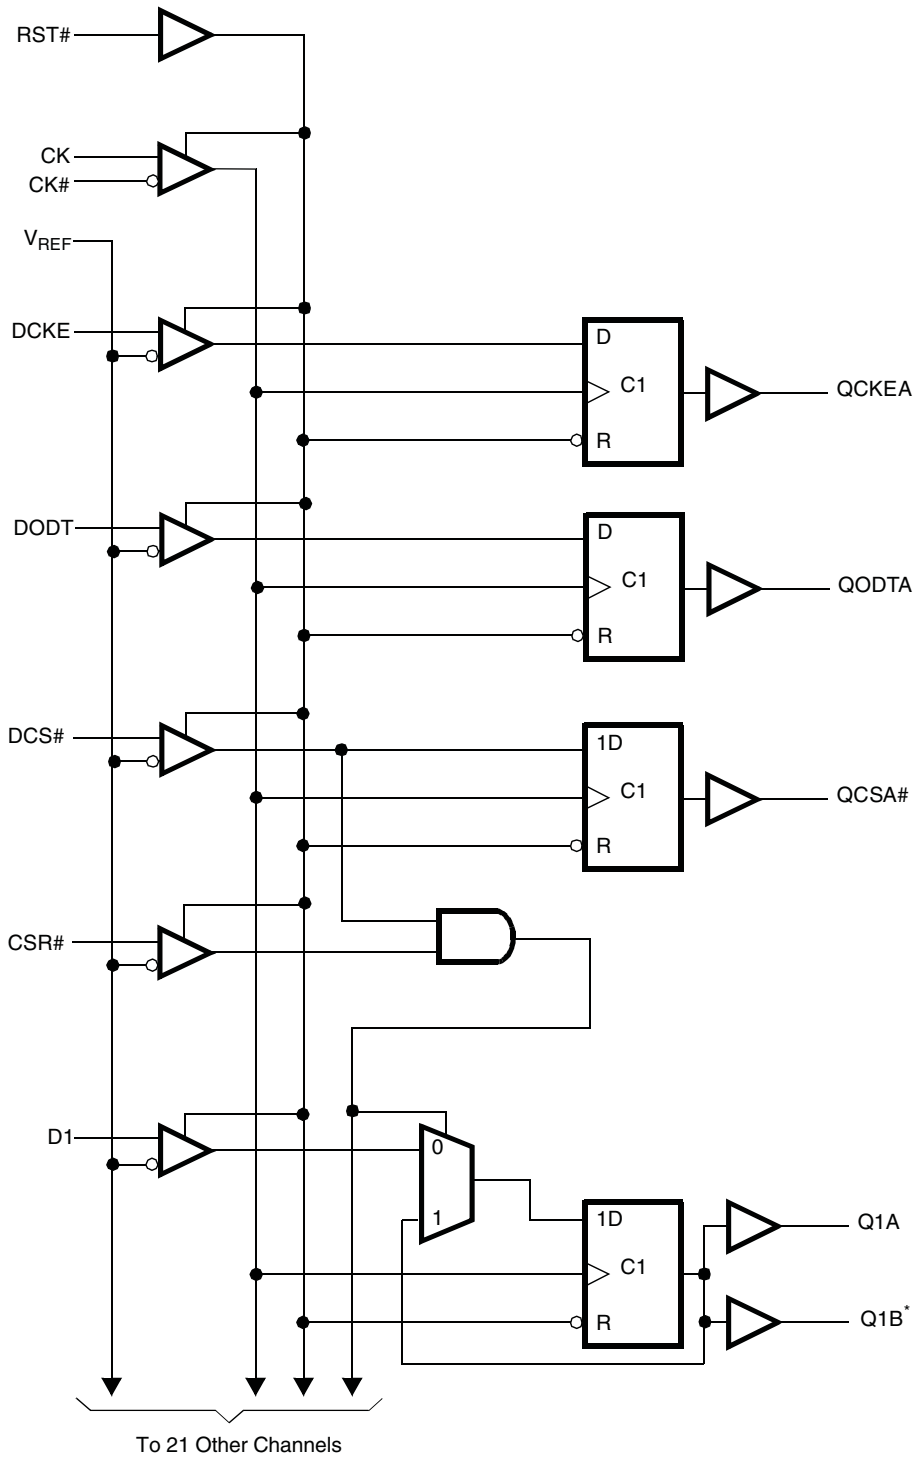 RST#
CK
CK#
VREF
DCKE
D
C1
R
QCKEA
DODT
D
C1
R
QODTA
DCS#
1D
C1
R
QCSA#
CSR#
D1
0
1
1D
C1
R
Q1A
Q1B*
To 21 Other Channels